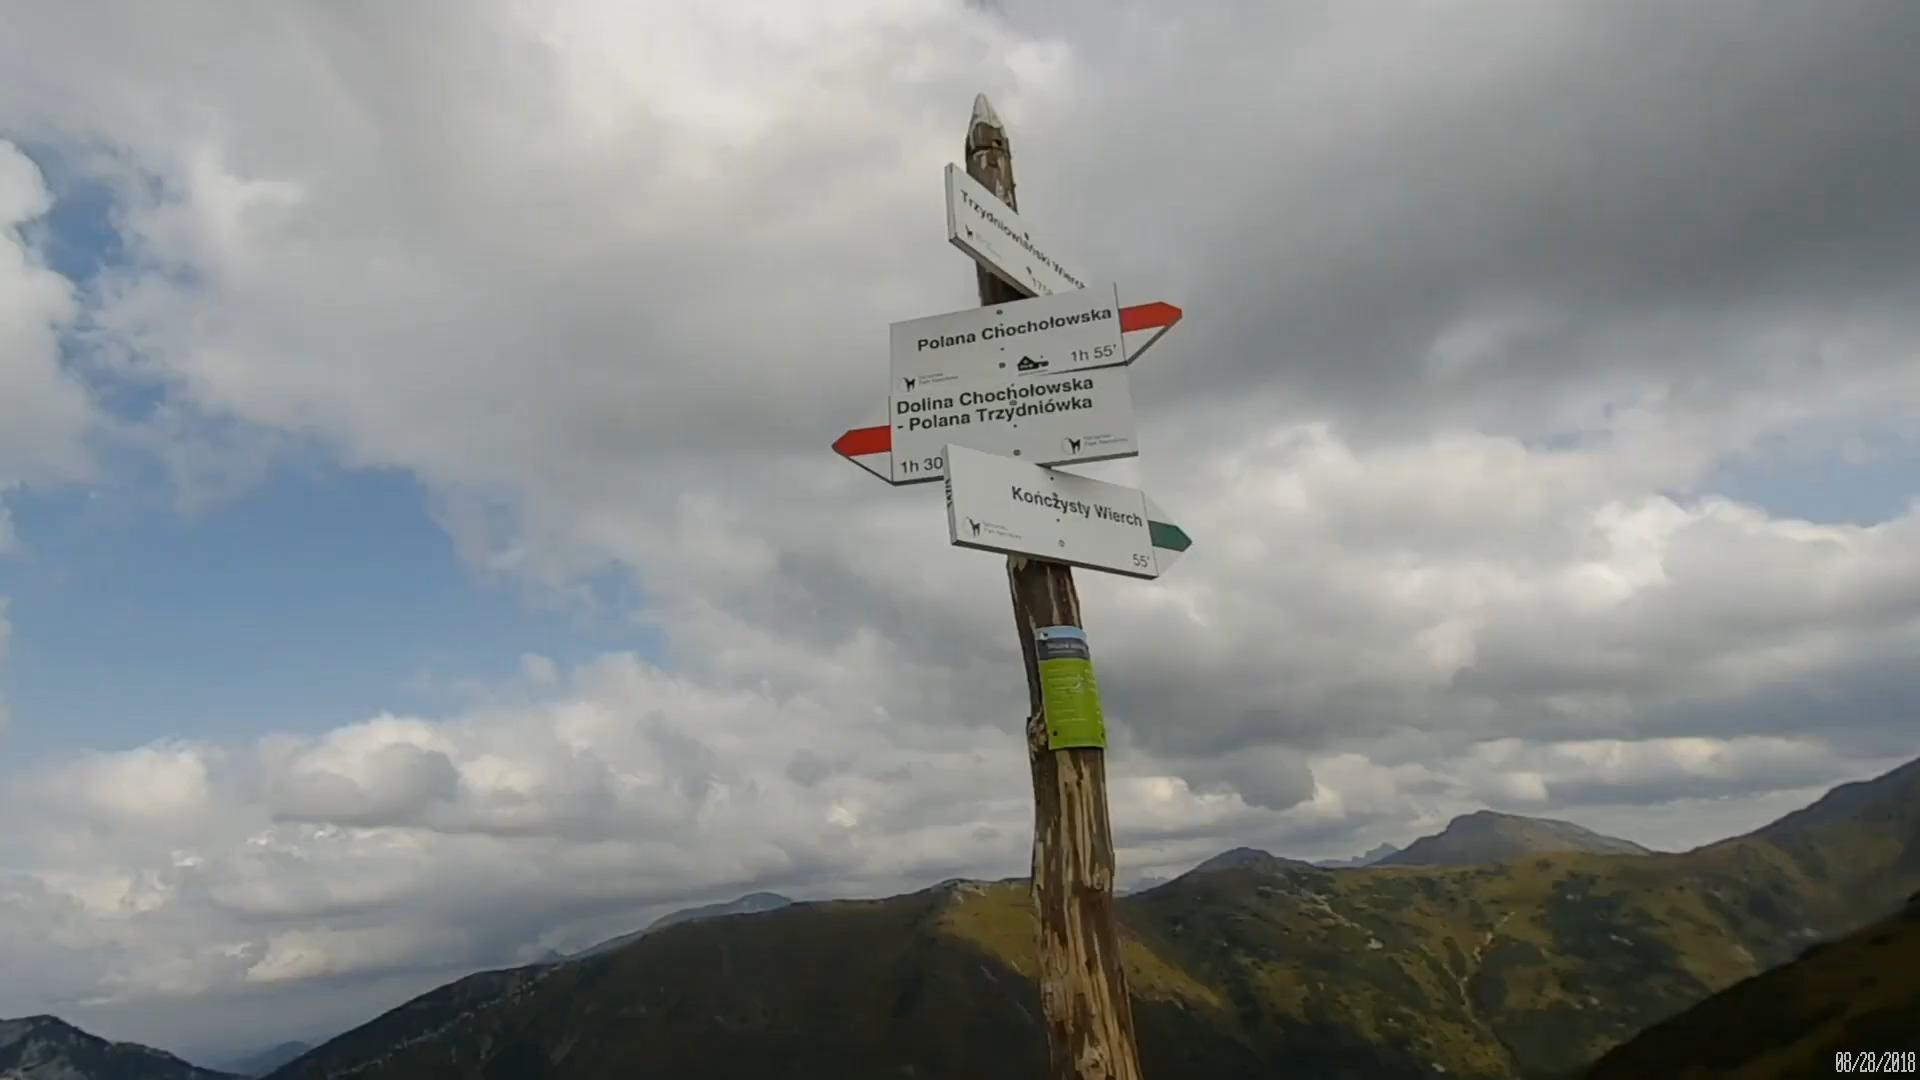 Trzydniowiański Wierch
Polana Chochołowska
1h 55'
Dolina Chochołowska
- Polana Trzydniówka
1h 30
Kończysty Wierch
55'
08/28/2018